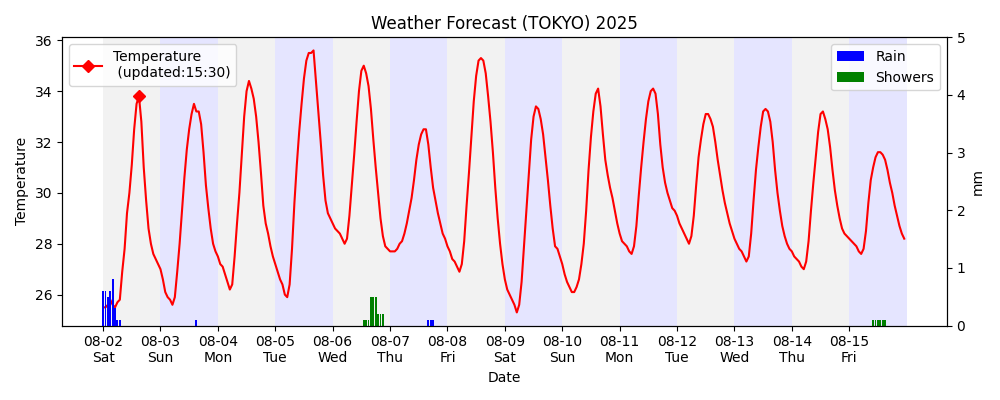 Weather Forecast (TOKYO) 2025
Temperature
(updated:15:30)
Rain
Showers
36
34
32
30
28
26
Temperature
5
4
3
2
1
0
mm
08-02 08-03 08-04 08-05 08-06 08-07 08-08 08-09 08-10 08-11 08-12 08-13 08-14 08-15
Sat Sun Mon Tue Wed Thu Fri Sat Sun Mon Tue Wed Thu Fri
Date